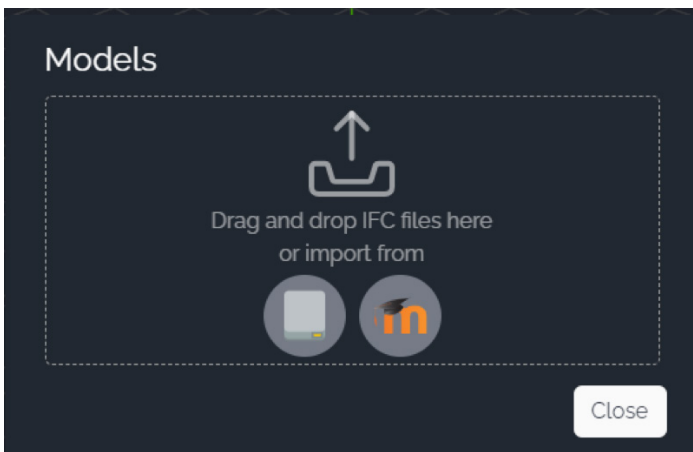 Models
Drag and drop IFC files here
or import from
m
Close